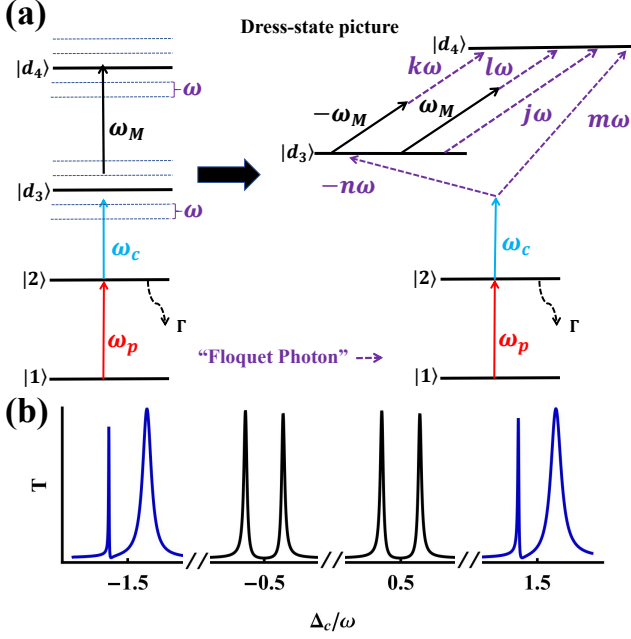 (a)
Dress-state picture
|d₄⟩
ω
ω_M
|d₃⟩
ω
ω_c
|2⟩
Γ
ω_p
|1⟩
|d₄⟩
kω
lω
-ω_M
ω_M
jω
mω
|d₃⟩
-nω
ω_c
|2⟩
Γ
ω_p
"Floquet Photon"
|1⟩
(b)
T
// // //
-1.5 -0.5 0.5 1.5
Δ_c/ω